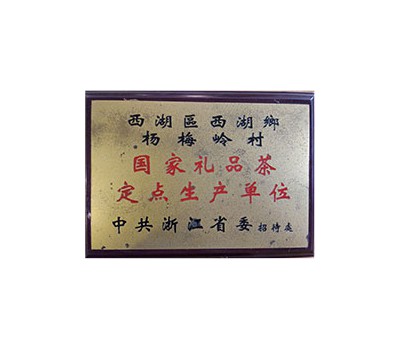 西湖區西湖鄉
杨梅岭村
国家礼品茶
定点生产单位
中共浙江省委招待处